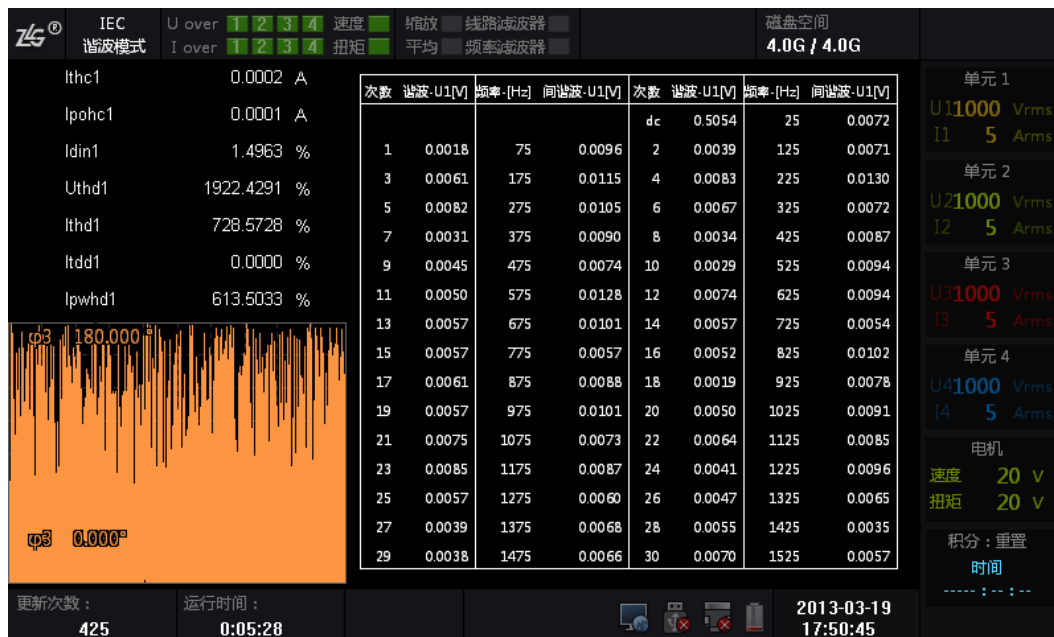 ZLG® IEC U over 1 2 3 4 速度 缩放 线路滤波器 磁盘空间
谐波模式 I over 1 2 3 4 扭矩 平均 频率滤波器 4.0G / 4.0G
Ithc1 0.0002 A
Ipohc1 0.0001 A
Idin1 1.4963 %
Uthd1 1922.4291 %
Ithd1 728.5728 %
Itdd1 0.0000 %
Ipwhd1 613.5033 %
φ3 180.000°
φ3 0.000°
次数 谐波-U1[V] 频率-[Hz] 间谐波-U1[V] 次数 谐波-U1[V] 频率-[Hz] 间谐波-U1[V]
dc 0.5054 25 0.0072
1 0.0018 75 0.0096 2 0.0039 125 0.0071
3 0.0061 175 0.0115 4 0.0083 225 0.0130
5 0.0082 275 0.0105 6 0.0067 325 0.0072
7 0.0031 375 0.0090 8 0.0034 425 0.0087
9 0.0045 475 0.0074 10 0.0029 525 0.0094
11 0.0050 575 0.0128 12 0.0074 625 0.0094
13 0.0057 675 0.0101 14 0.0057 725 0.0054
15 0.0057 775 0.0057 16 0.0052 825 0.0102
17 0.0061 875 0.0088 18 0.0019 925 0.0078
19 0.0057 975 0.0101 20 0.0050 1025 0.0091
21 0.0075 1075 0.0073 22 0.0064 1125 0.0085
23 0.0085 1175 0.0087 24 0.0041 1225 0.0096
25 0.0057 1275 0.0060 26 0.0047 1325 0.0065
27 0.0039 1375 0.0068 28 0.0055 1425 0.0035
29 0.0038 1475 0.0066 30 0.0070 1525 0.0057
单元 1
U1 1000 Vrms
I1 5 Arms
单元 2
U2 1000 Vrms
I2 5 Arms
单元 3
U3 1000 Vrms
I3 5 Arms
单元 4
U4 1000 Vrms
I4 5 Arms
电机
速度 20 V
扭矩 20 V
积分：重置
时间
-----:--:--
更新次数： 运行时间： 2013-03-19
425 0:05:28 17:50:45